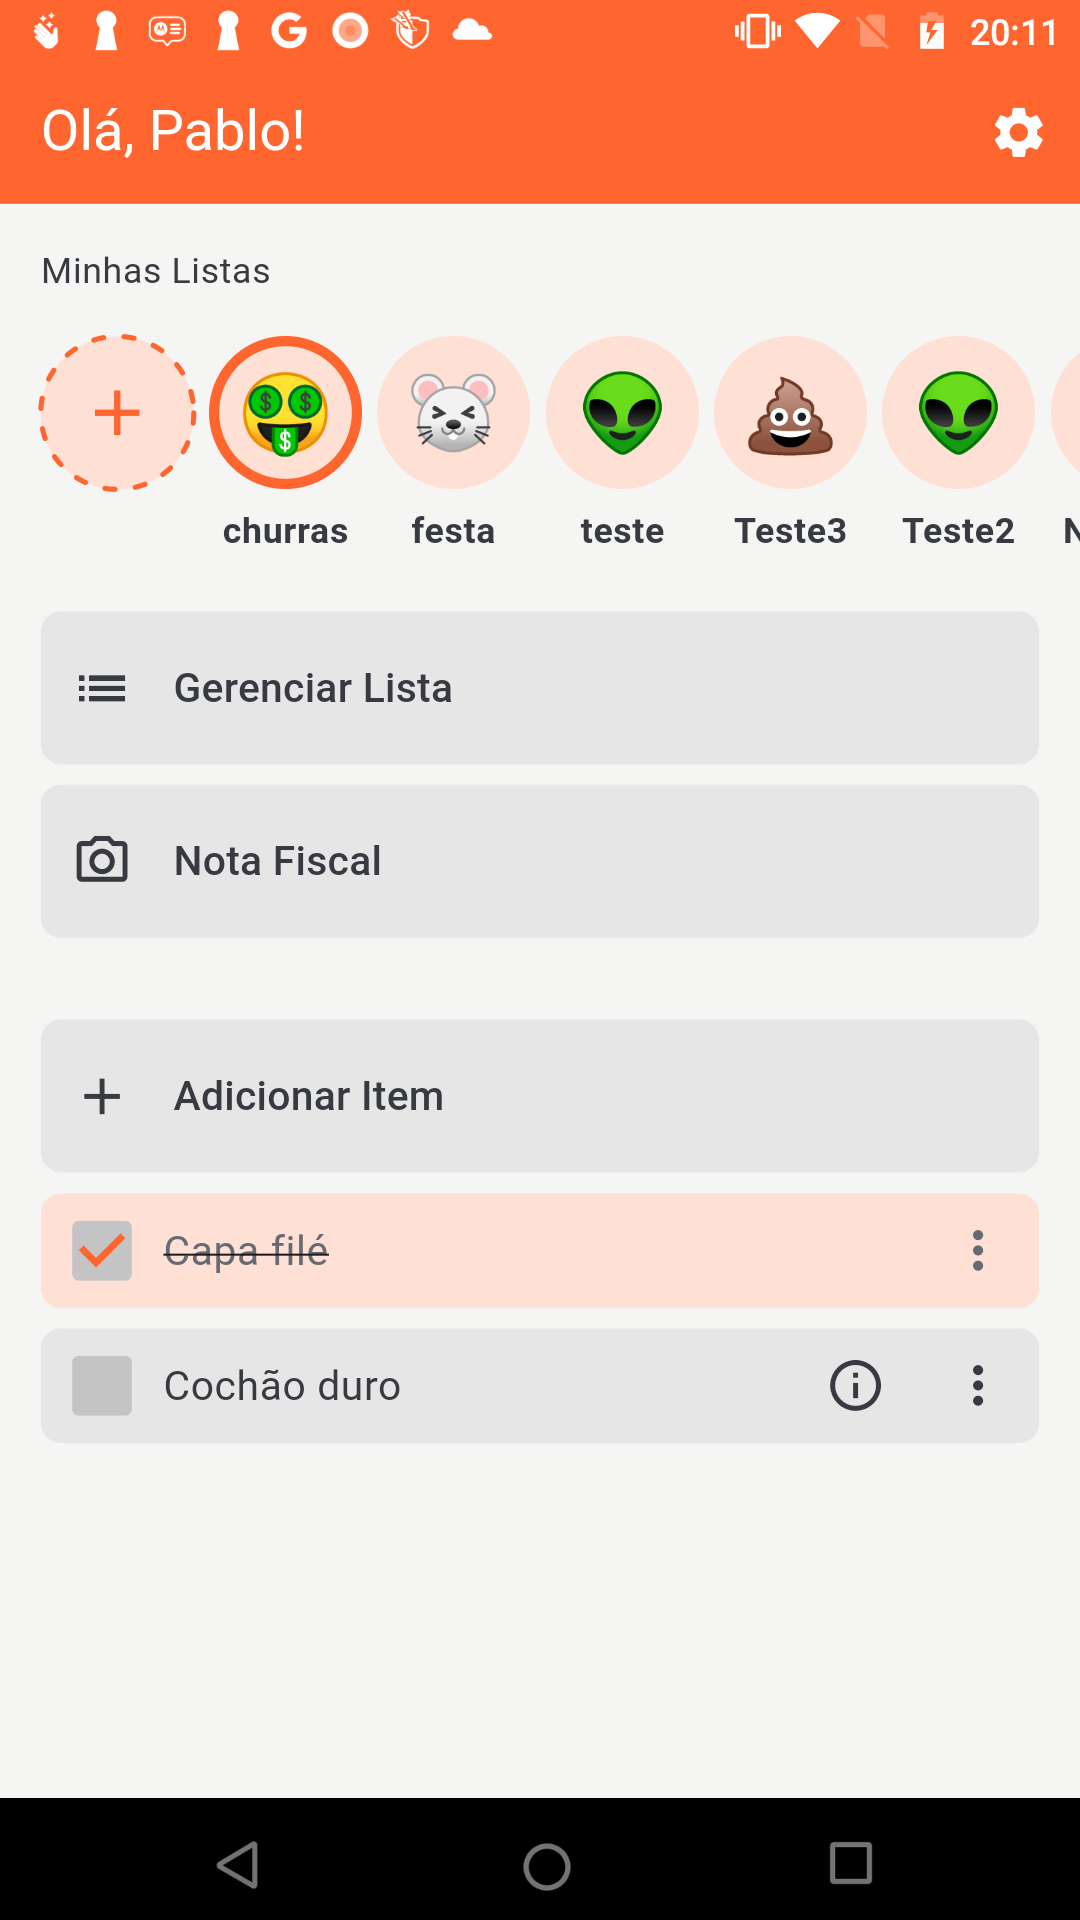 20:11
Olá, Pablo!
Minhas Listas
churras festa teste Teste3 Teste2 N
Gerenciar Lista
Nota Fiscal
Adicionar Item
Capa filé
Cochão duro